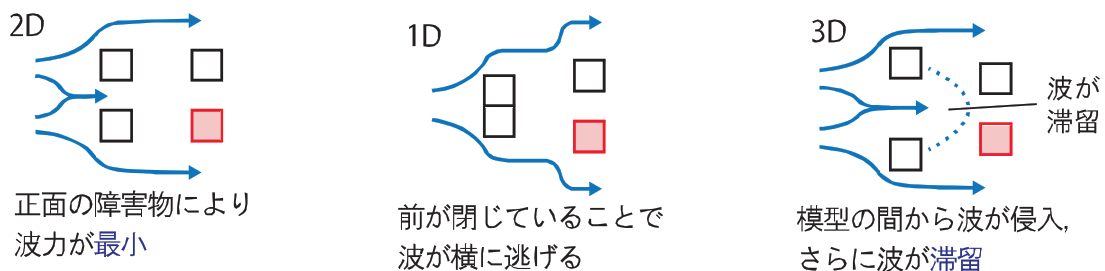 2D
正面の障害物により
波力が最小
1D
前が閉じていることで
波が横に逃げる
3D
波が
滞留
模型の間から波が侵入,
さらに波が滞留